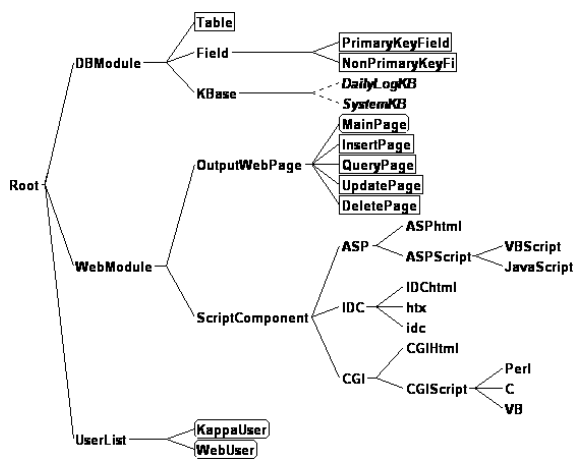 Table
Field
PrimaryKeyField
NonPrimaryKeyFi
DBModule
DailyLogKB
KBase
SystemKB
MainPage
InsertPage
OutputWebPage
QueryPage
UpdatePage
Root
DeletePage
ASPhtml
ASP
VBScript
ASPScript
WebModule
JavaScript
IDChtml
ScriptComponent
IDC
htx
idc
CGIHtml
Perl
CGI
CGIScript
C
VB
KappaUser
UserList
WebUser